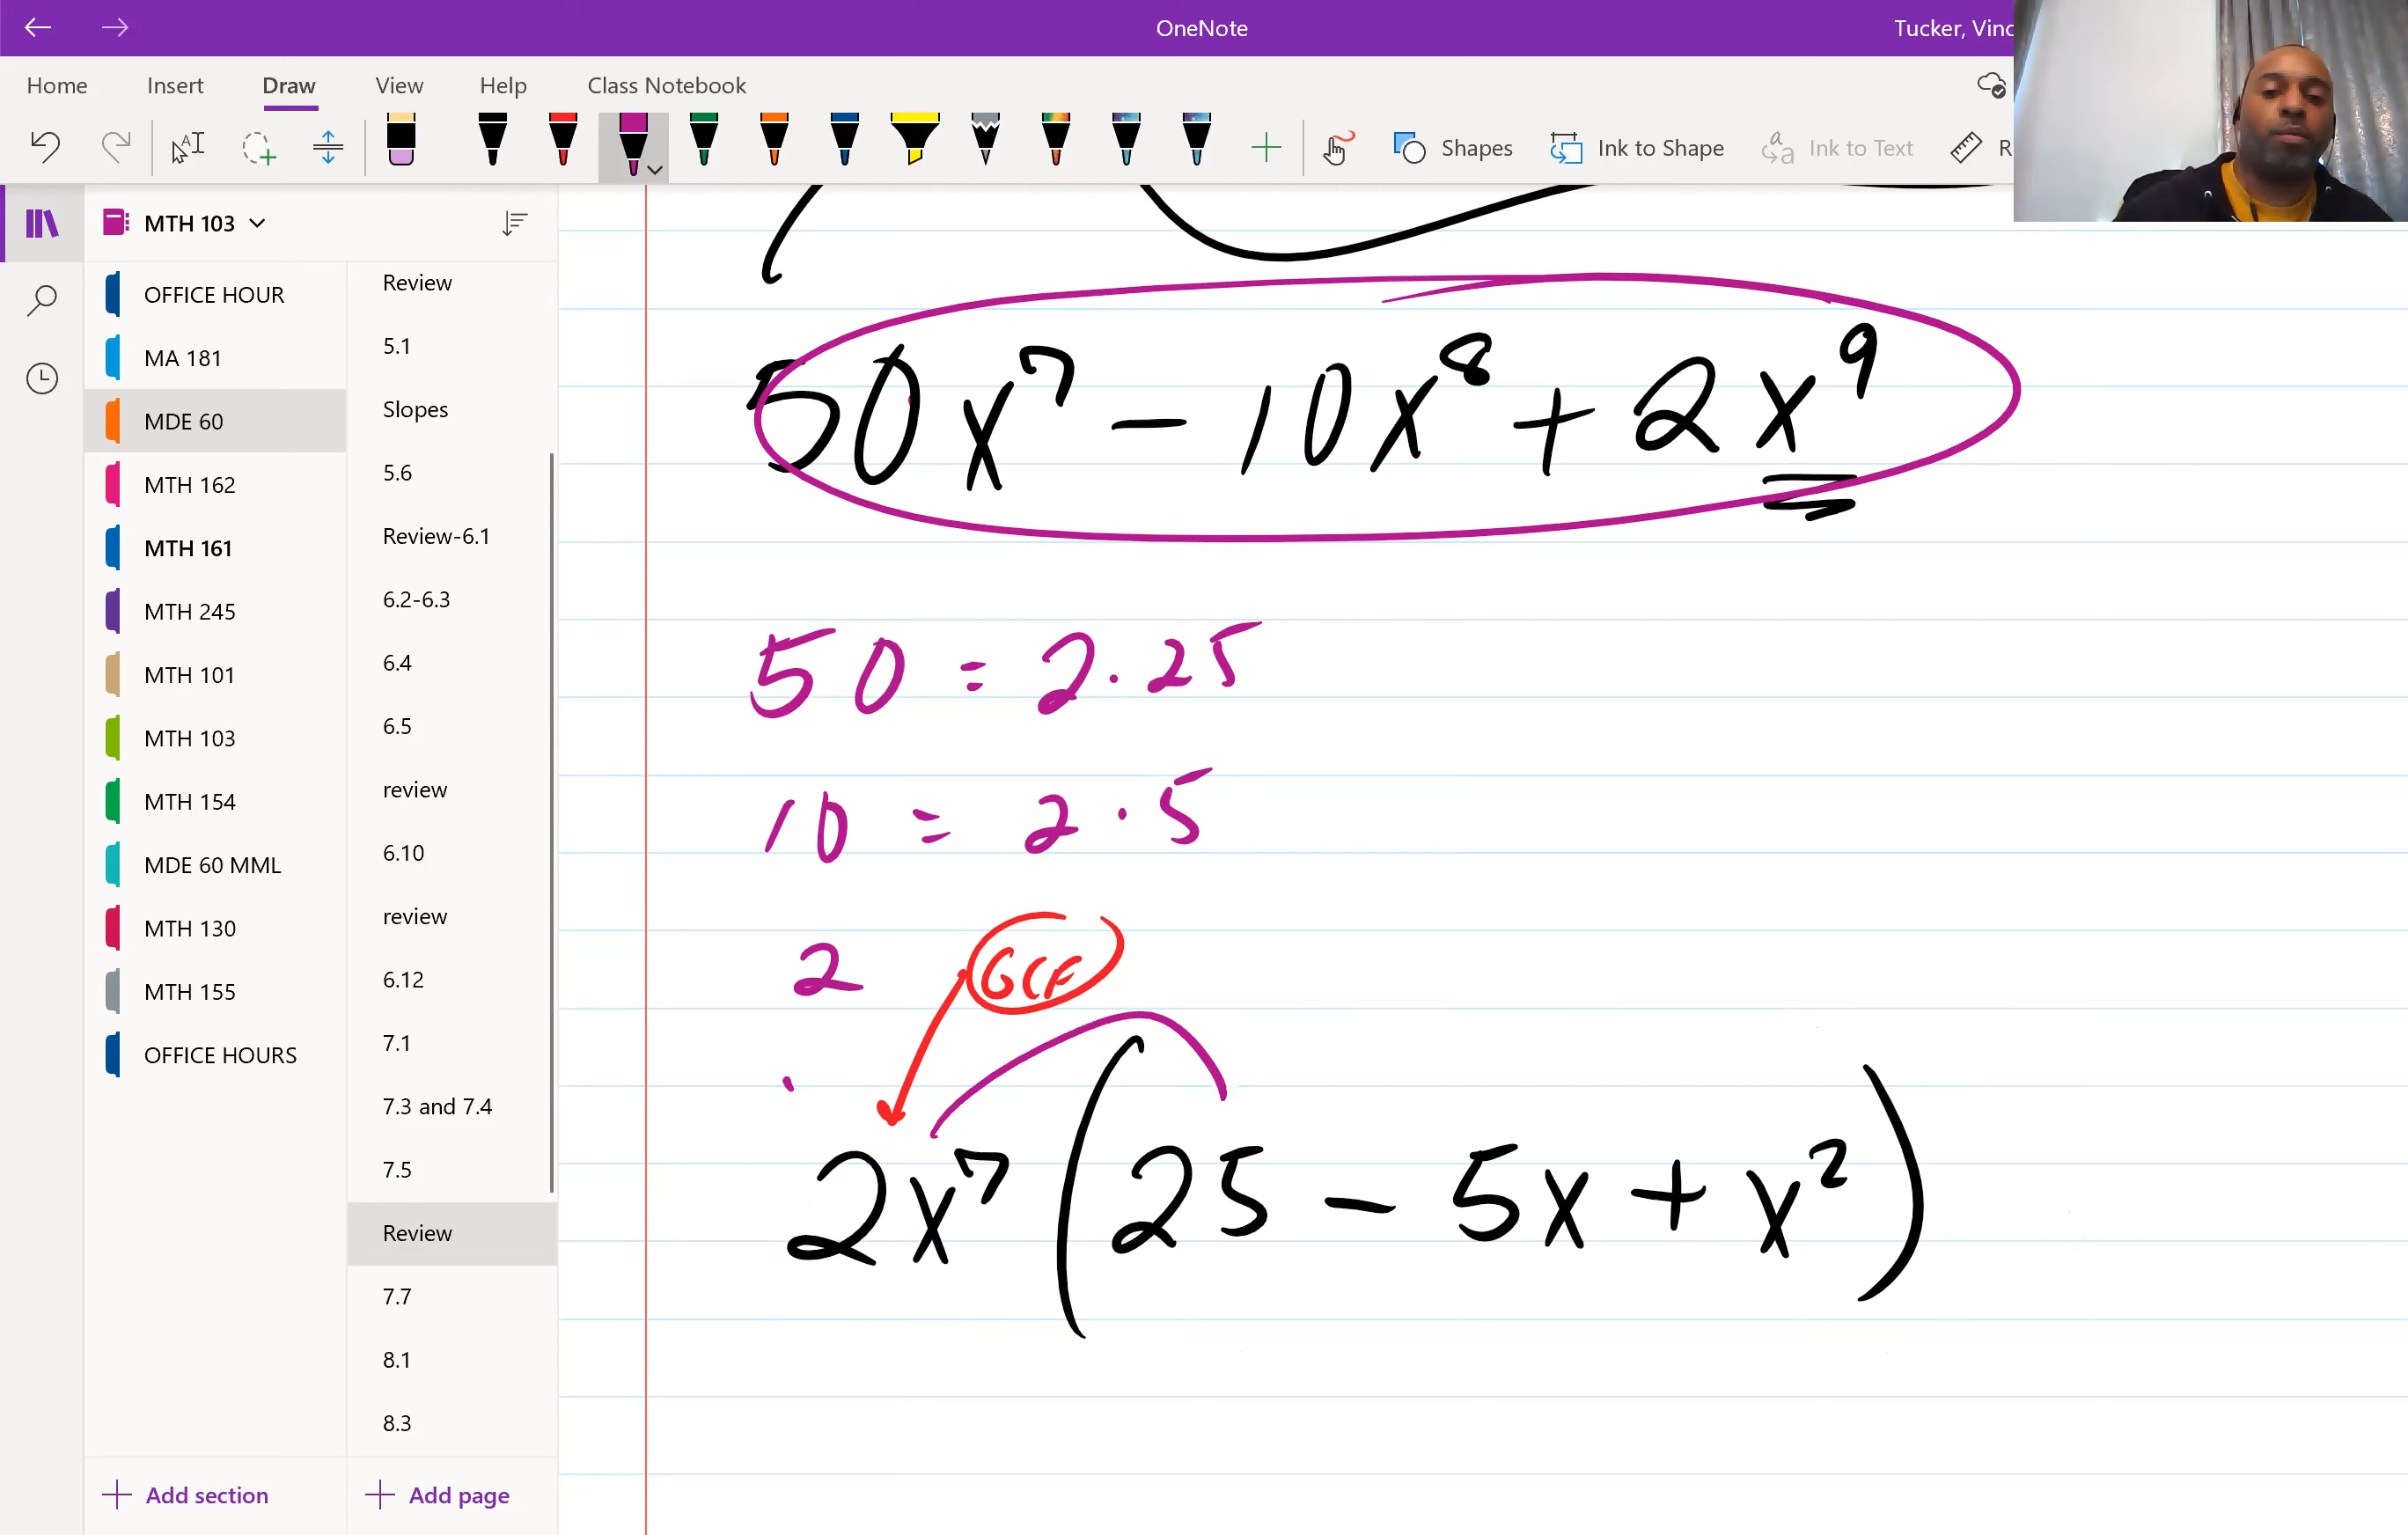 OneNote
Tucker, Vinc
Home Insert Draw View Help Class Notebook
Shapes Ink to Shape Ink to Text R
MTH 103
OFFICE HOUR
MA 181
MDE 60
MTH 162
MTH 161
MTH 245
MTH 101
MTH 103
MTH 154
MDE 60 MML
MTH 130
MTH 155
OFFICE HOURS
Add section
Review
5.1
Slopes
5.6
Review-6.1
6.2-6.3
6.4
6.5
review
6.10
review
6.12
7.1
7.3 and 7.4
7.5
Review
7.7
8.1
8.3
Add page
50x⁷ − 10x⁸ + 2x⁹
50 = 2·25
10 = 2·5
2 GCF
2x⁷(25 − 5x + x²)